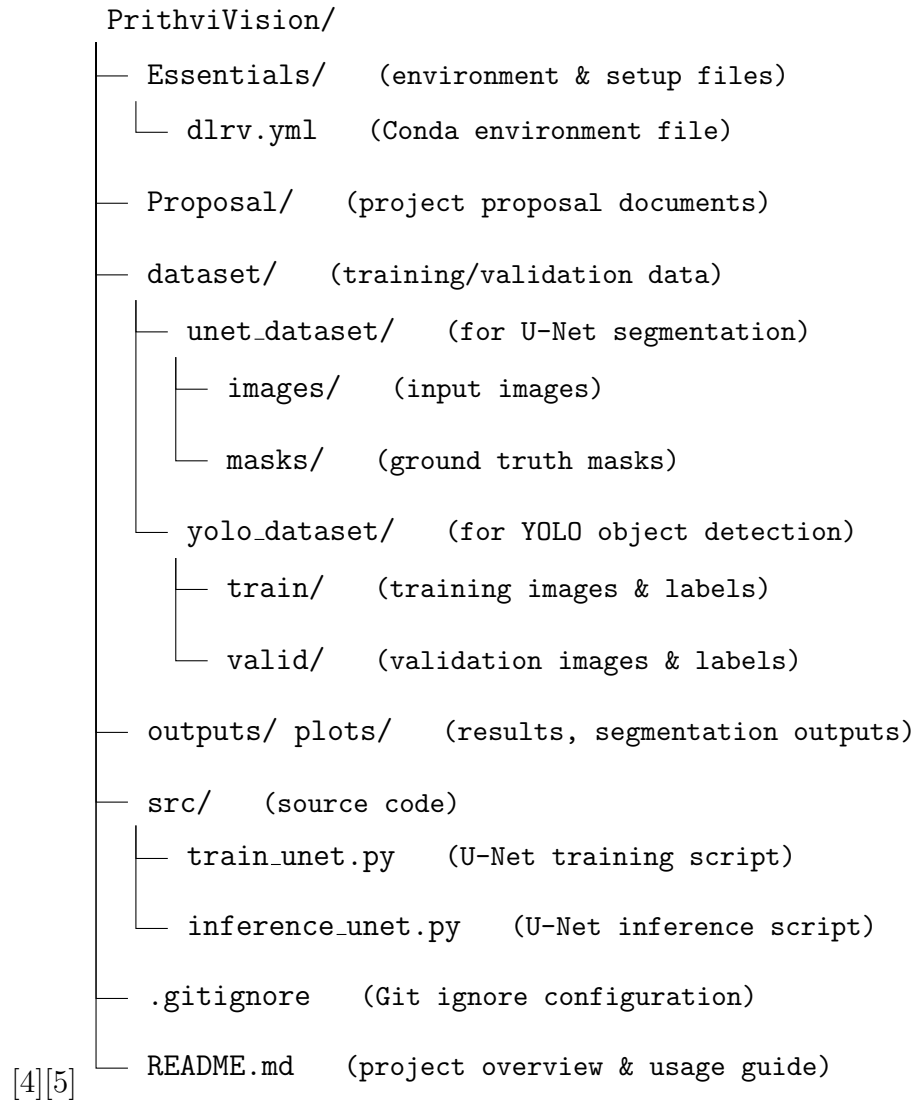 PrithviVision/
Essentials/ (environment & setup files)
dlrv.yml (Conda environment file)
Proposal/ (project proposal documents)
dataset/ (training/validation data)
unet_dataset/ (for U-Net segmentation)
images/ (input images)
masks/ (ground truth masks)
yolo_dataset/ (for YOLO object detection)
train/ (training images & labels)
valid/ (validation images & labels)
outputs/ plots/ (results, segmentation outputs)
src/ (source code)
train_unet.py (U-Net training script)
inference_unet.py (U-Net inference script)
.gitignore (Git ignore configuration)
README.md (project overview & usage guide)
[4][5]